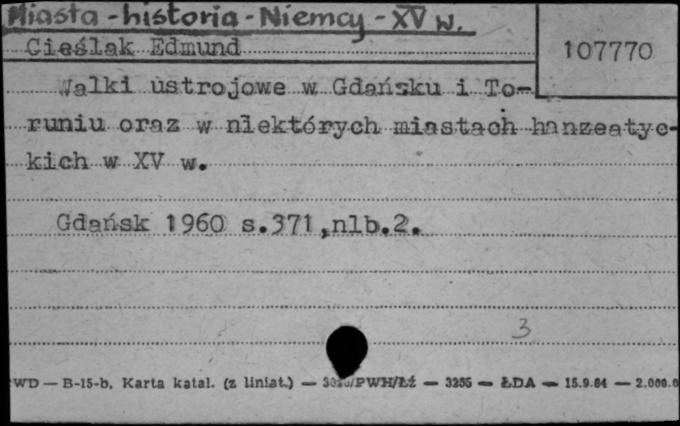 Miasta - historia - Niemcy - XV w.
Cieślak Edmund
107770
Walki ustrojowe w Gdańsku i To-
runiu oraz w niektórych miastach hanzeatyc-
kich w XV w.
Gdańsk 1960 s.371,nlb.2.
3
WD — B-15-b, Karta katal. (z liniat.) — /PWH/Łź — 3255 — ŁDA — 15.9.64 — 2.000.0